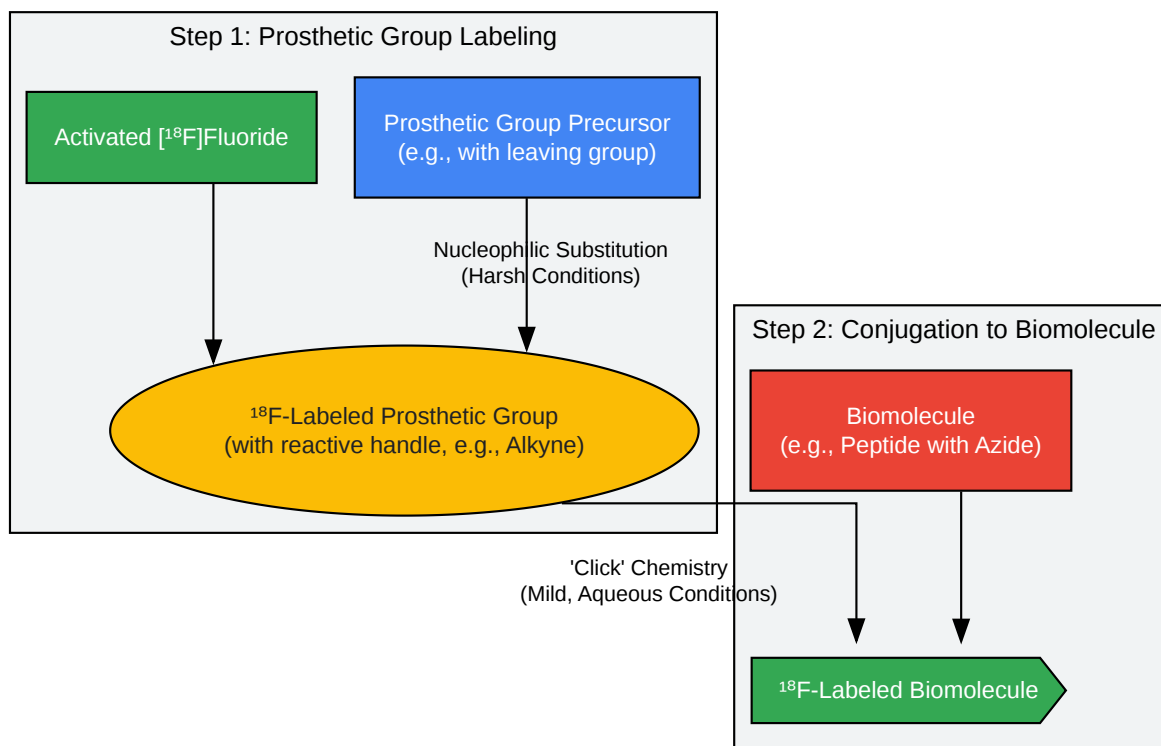 Step 1: Prosthetic Group Labeling
Activated [¹⁸F]Fluoride
Prosthetic Group Precursor
(e.g., with leaving group)
Nucleophilic Substitution
(Harsh Conditions)
¹⁸F-Labeled Prosthetic Group
(with reactive handle, e.g., Alkyne)
Step 2: Conjugation to Biomolecule
Biomolecule
(e.g., Peptide with Azide)
'Click' Chemistry
(Mild, Aqueous Conditions)
¹⁸F-Labeled Biomolecule